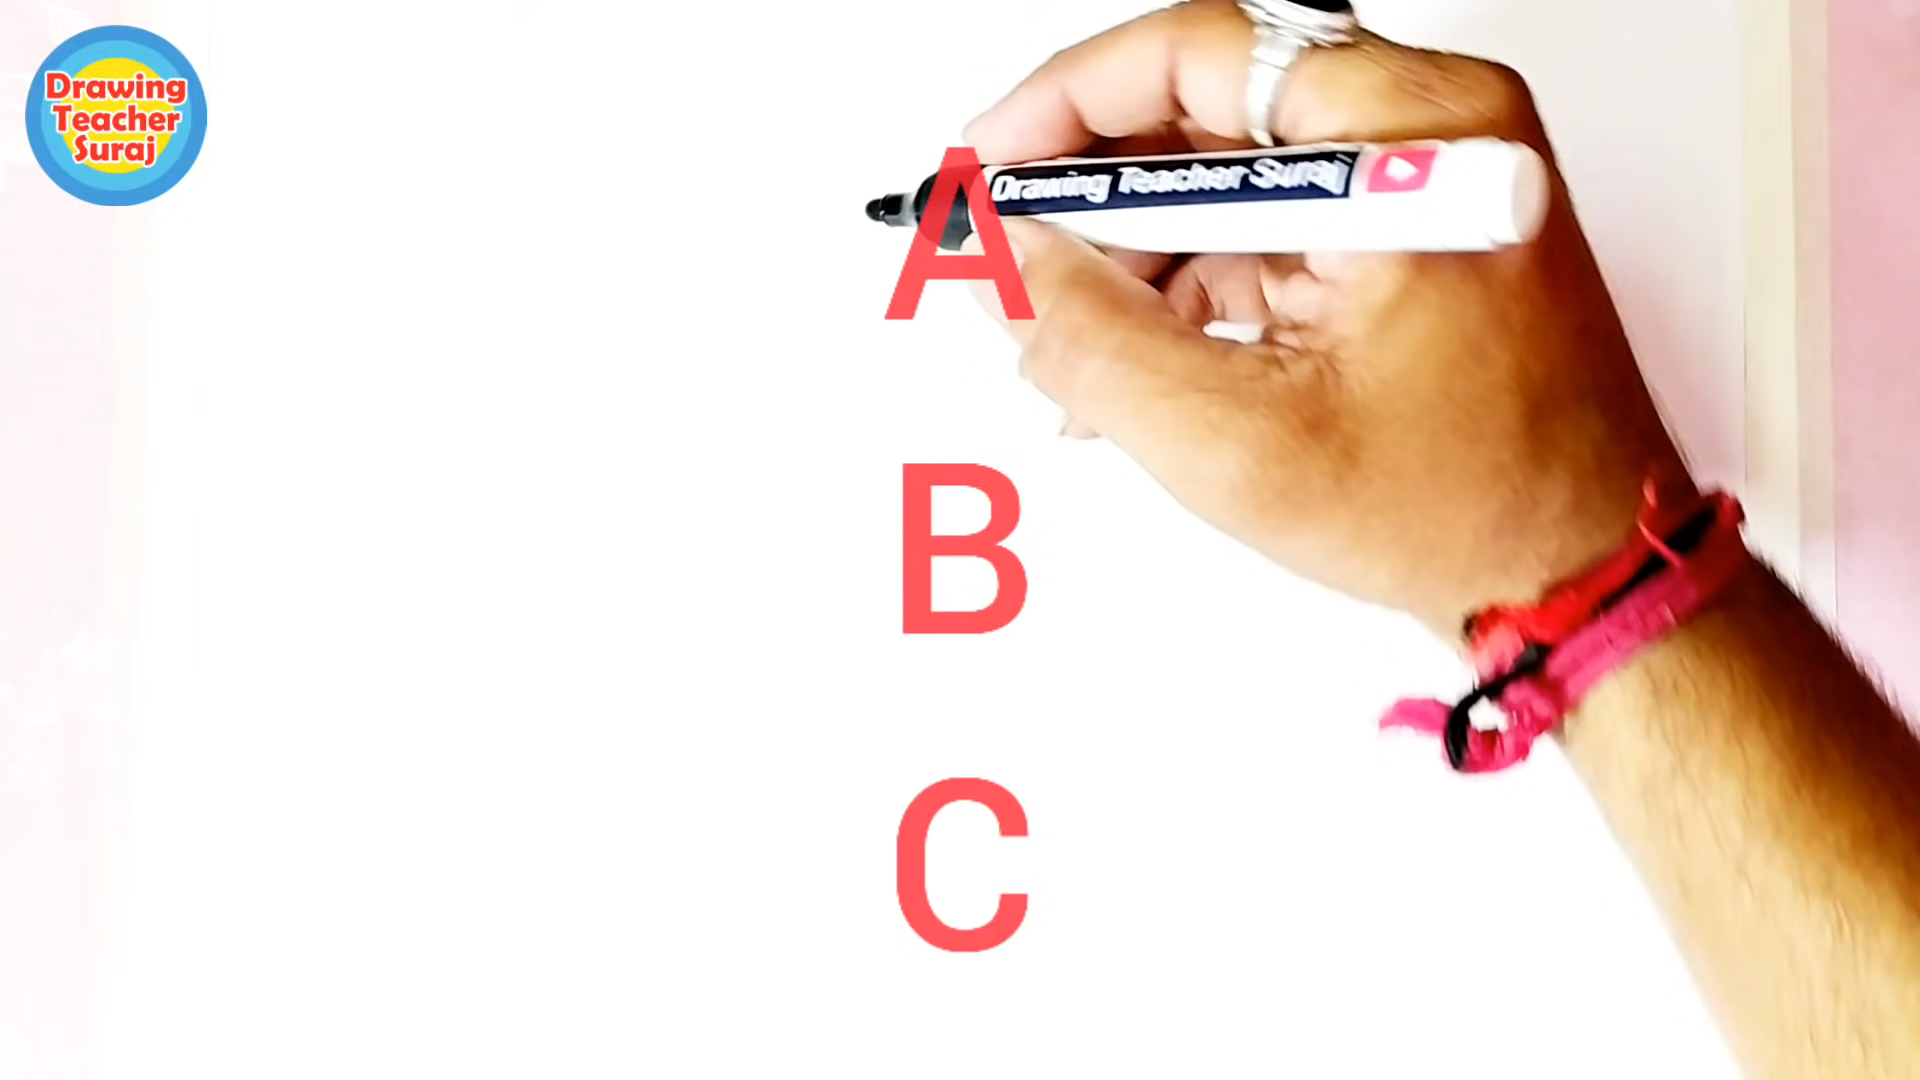 Drawing
Teacher
Suraj
Drawing Teacher Suraj
A
B
C